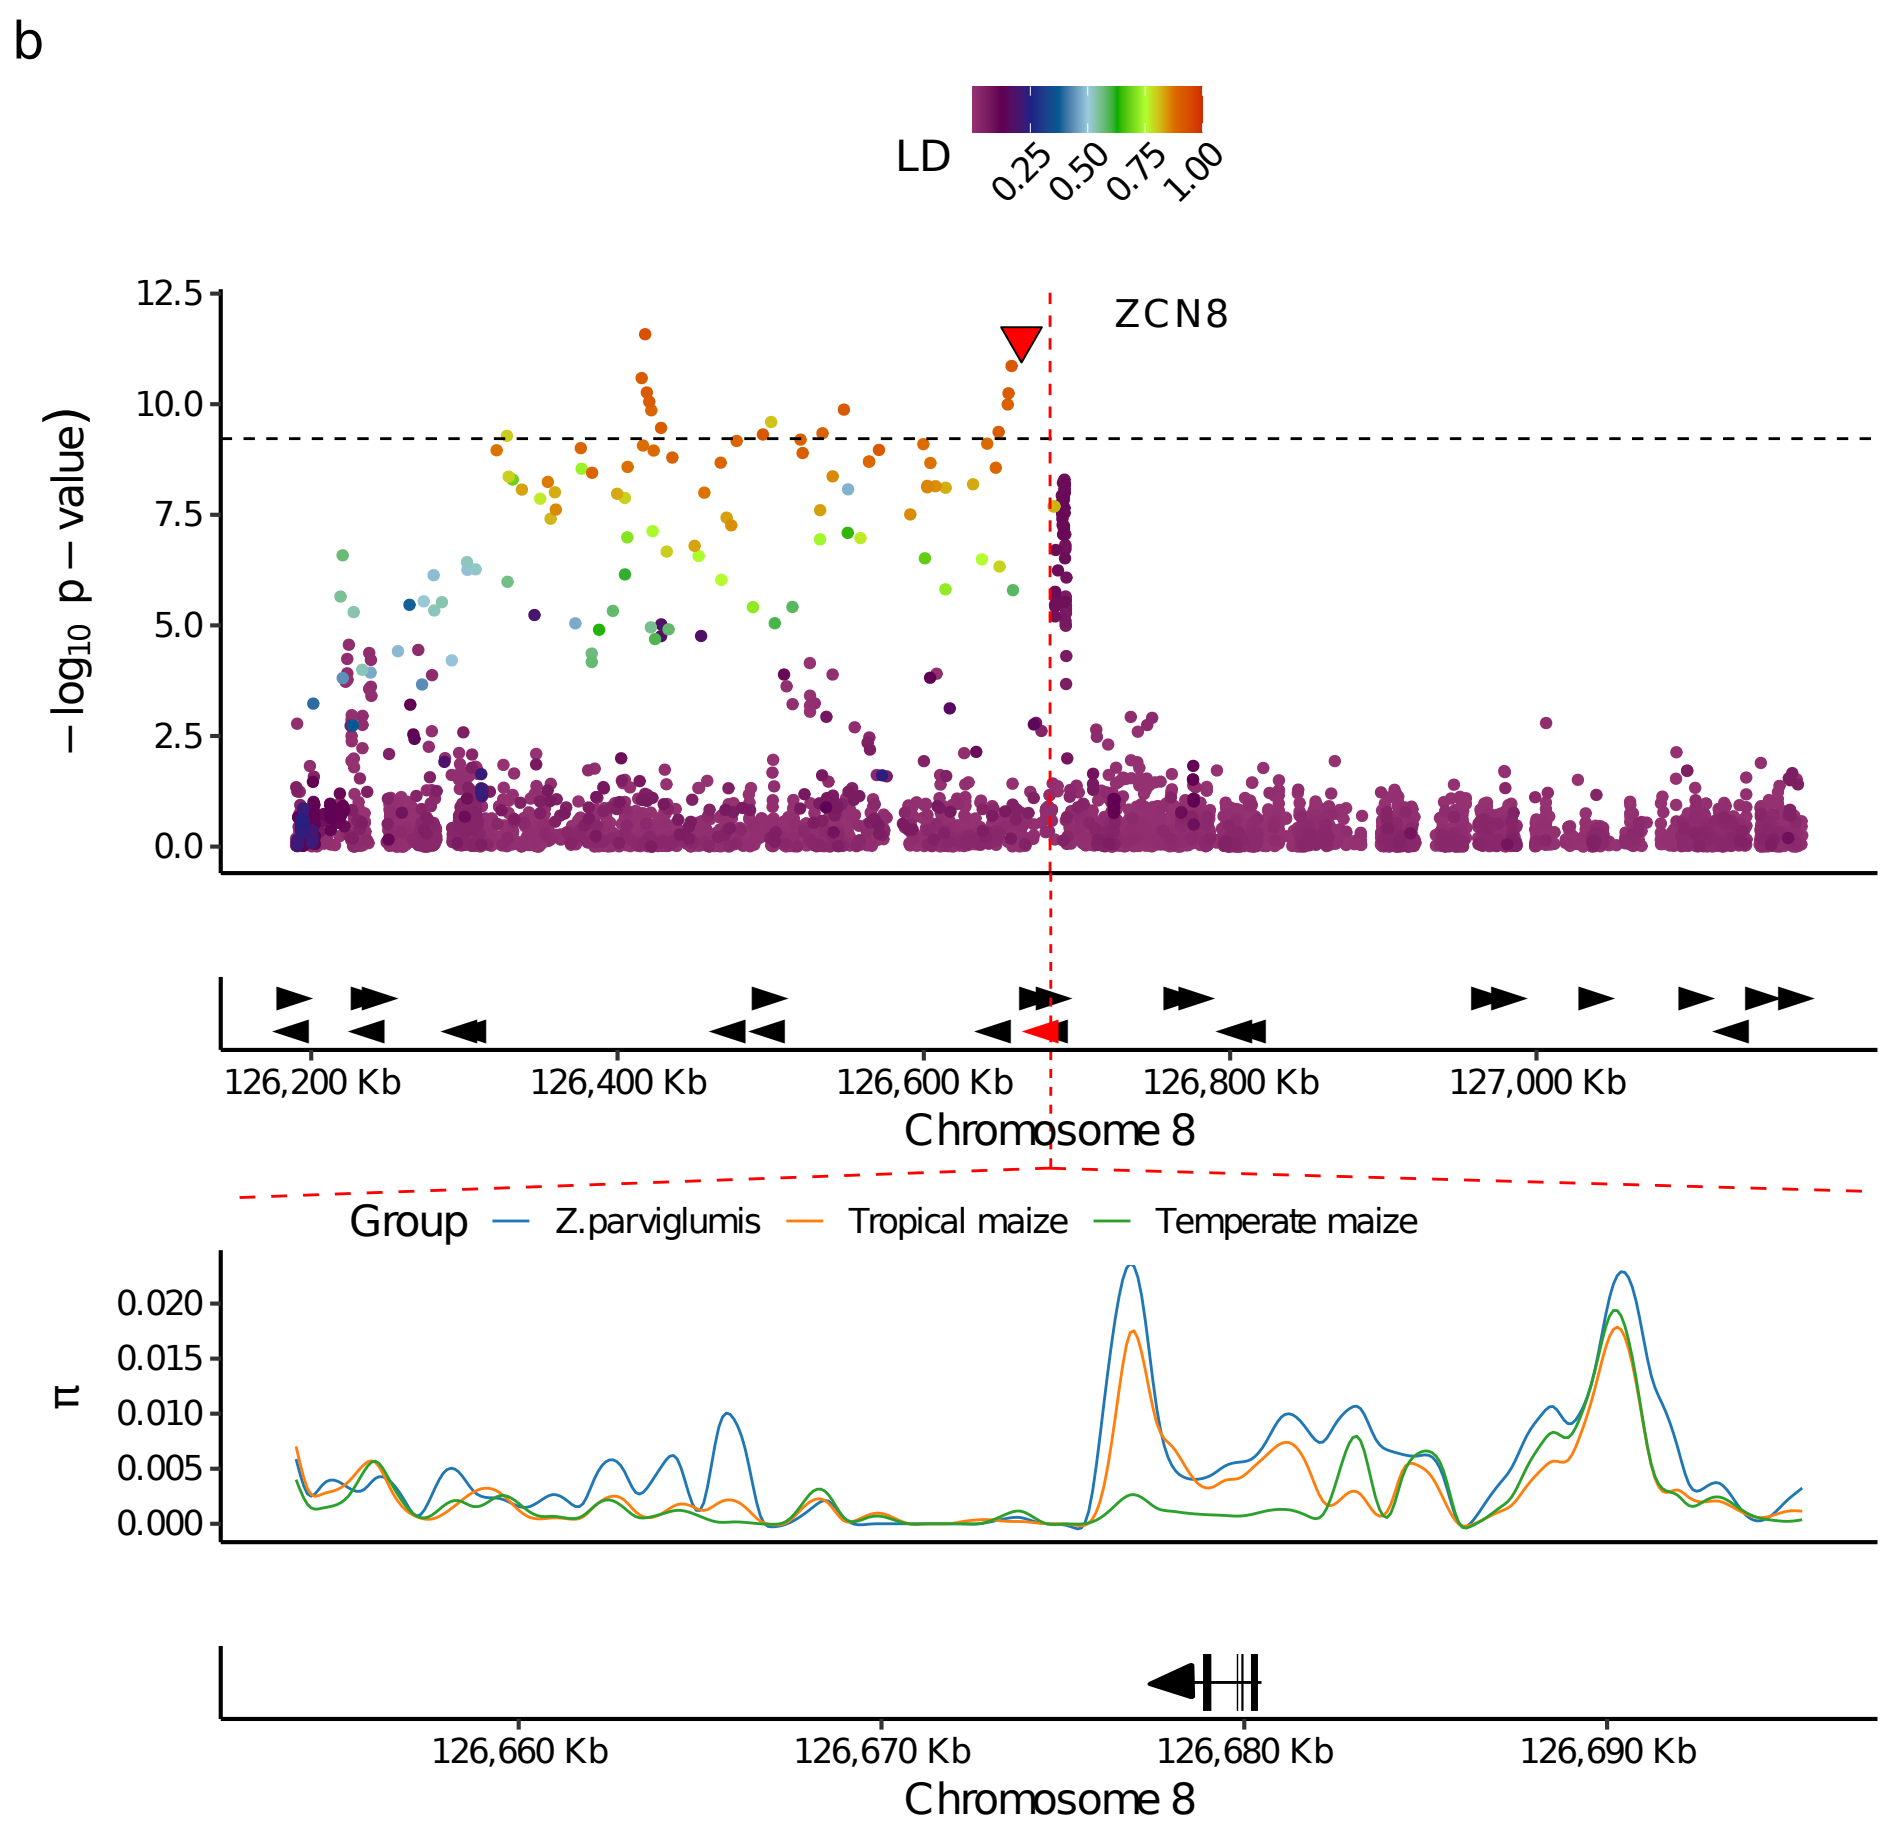 b
LD
0.25 0.50 0.75 1.00
ZCN8
12.5
10.0
7.5
5.0
2.5
0.0
−log10 p−value)
126,200 Kb 126,400 Kb 126,600 Kb 126,800 Kb 127,000 Kb
Chromosome 8
Group Z.parviglumis Tropical maize Temperate maize
0.020
0.015
0.010
0.005
0.000
π
126,660 Kb 126,670 Kb 126,680 Kb 126,690 Kb
Chromosome 8